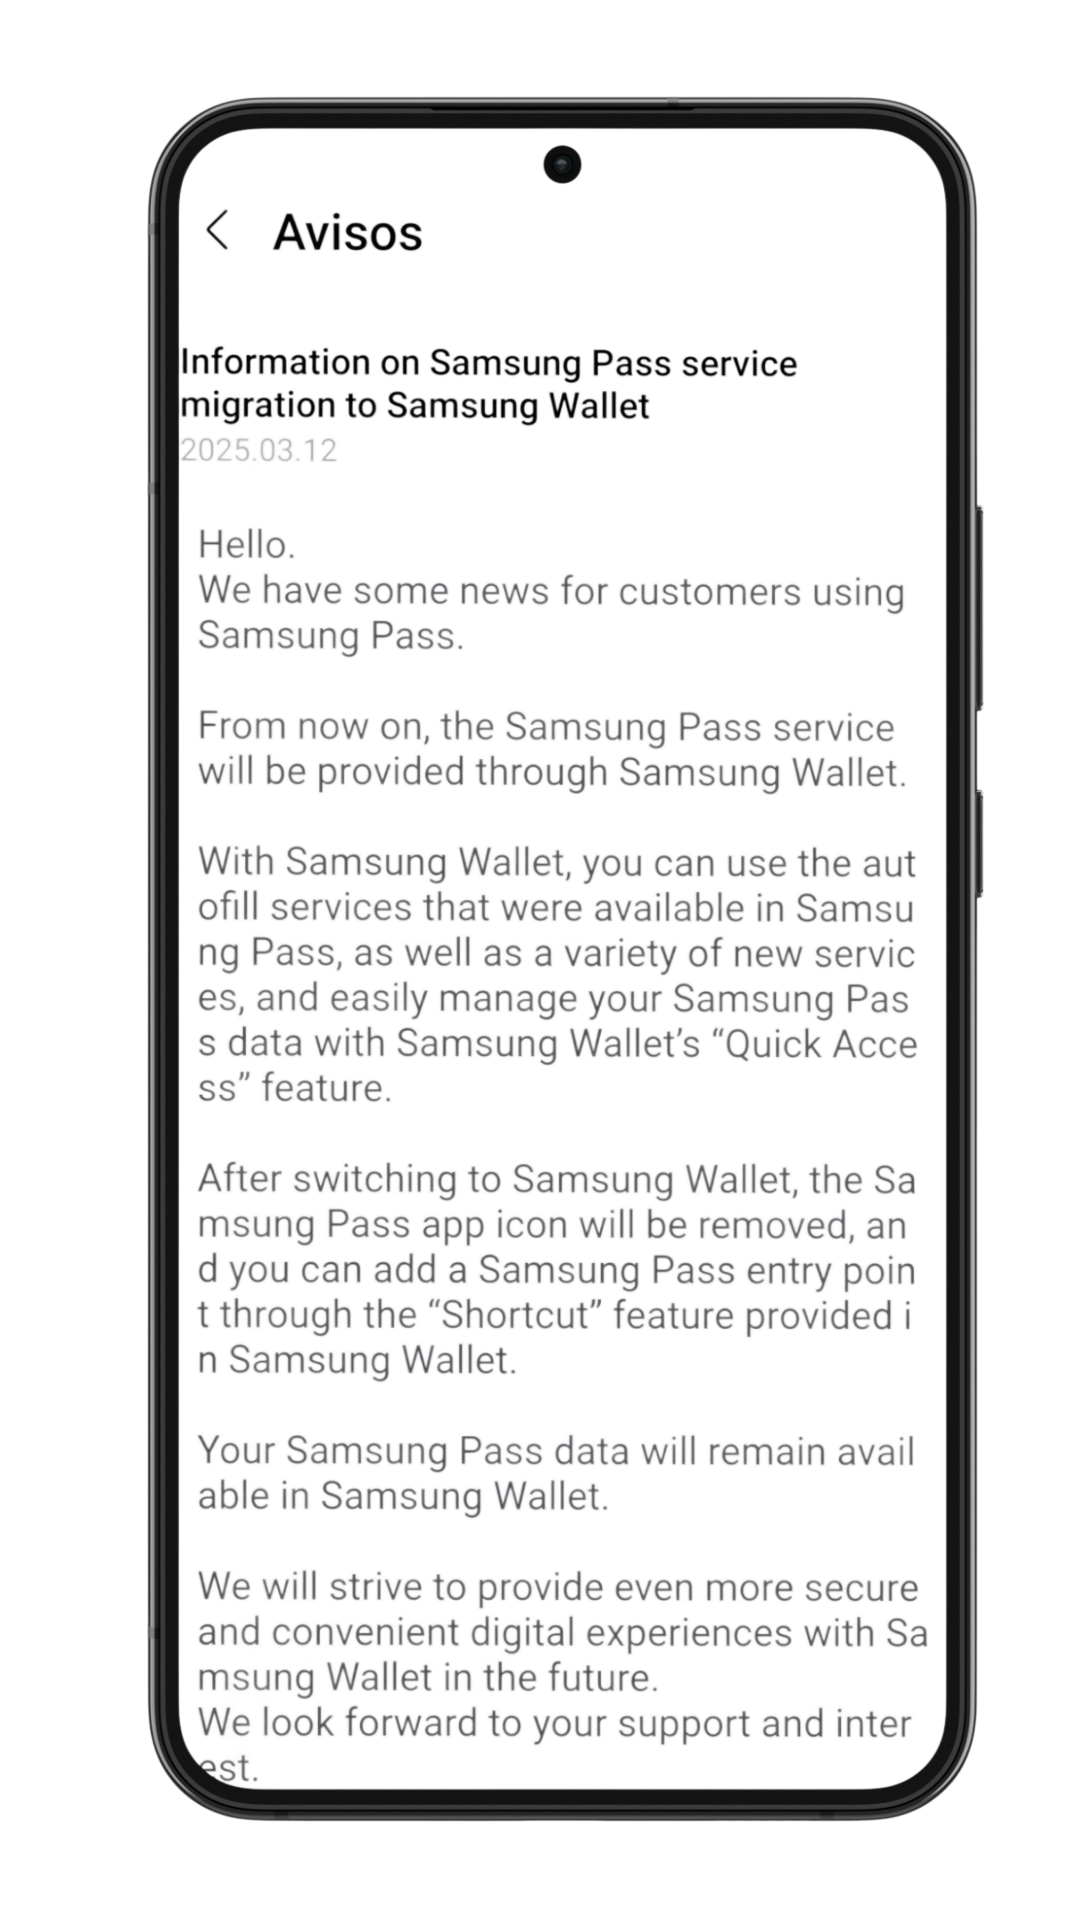 Avisos
Information on Samsung Pass service
migration to Samsung Wallet
2025.03.12
Hello.
We have some news for customers using
Samsung Pass.
From now on, the Samsung Pass service
will be provided through Samsung Wallet.
With Samsung Wallet, you can use the aut
ofill services that were available in Samsu
ng Pass, as well as a variety of new servic
es, and easily manage your Samsung Pas
s data with Samsung Wallet’s “Quick Acce
ss” feature.
After switching to Samsung Wallet, the Sa
msung Pass app icon will be removed, an
d you can add a Samsung Pass entry poin
t through the “Shortcut” feature provided i
n Samsung Wallet.
Your Samsung Pass data will remain avail
able in Samsung Wallet.
We will strive to provide even more secure
and convenient digital experiences with Sa
msung Wallet in the future.
We look forward to your support and inter
est.